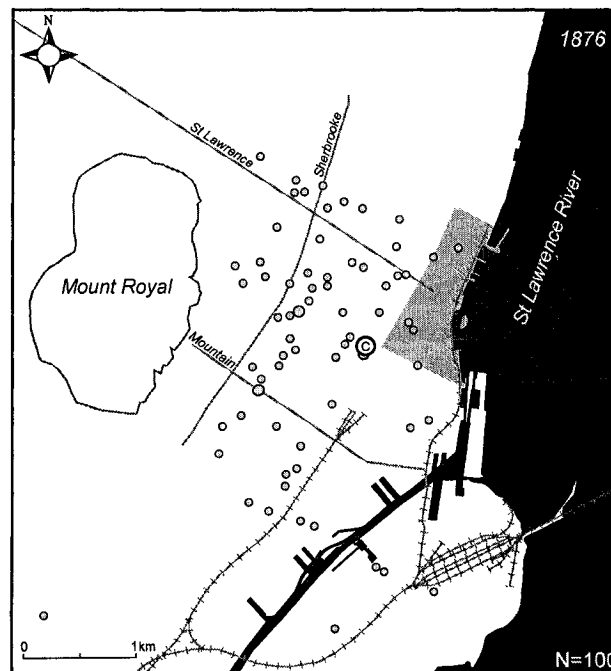 N
1876
St Lawrence
Sherbrooke
St Lawrence River
Mount Royal
Mountain
C
0
1km
N=100